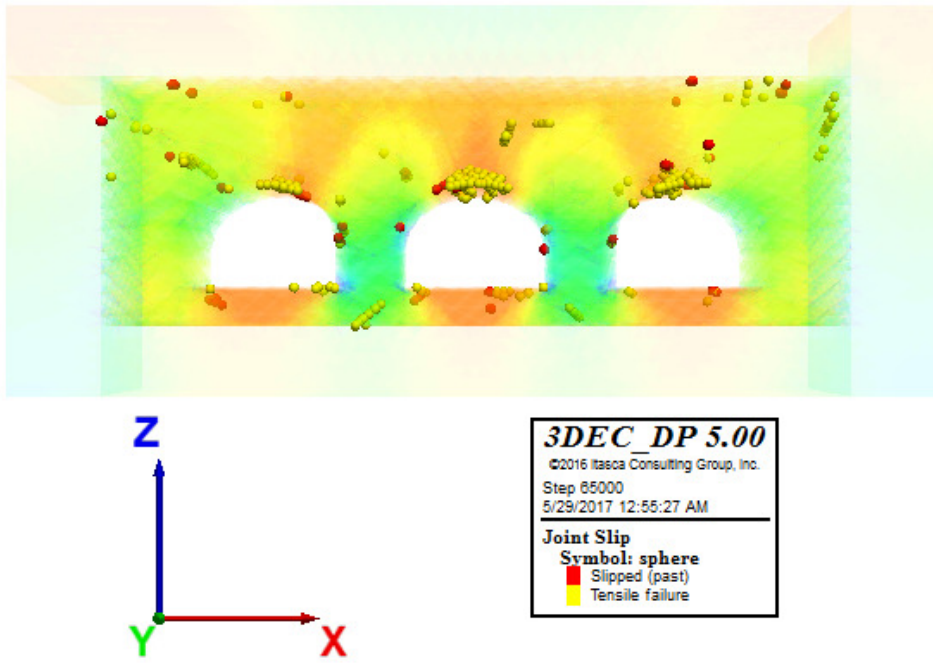 Z
Y
X
3DEC_DP 5.00
©2016 Itasca Consulting Group, Inc.
Step 65000
5/29/2017 12:55:27 AM
Joint Slip
Symbol: sphere
Slipped (past)
Tensile failure